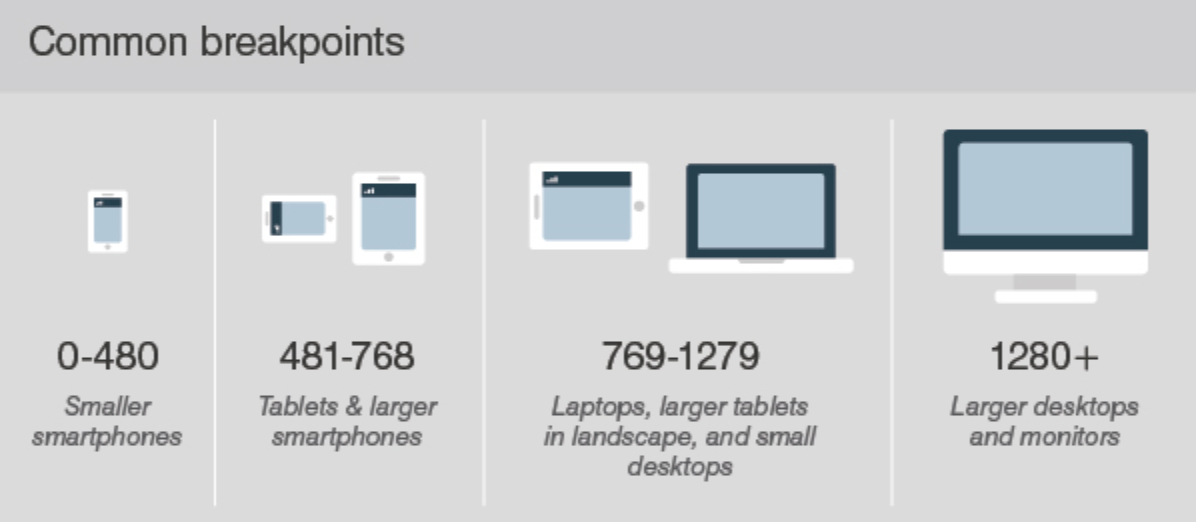 Common breakpoints
0-480
Smaller
smartphones
481-768
Tablets & larger
smartphones
769-1279
Laptops, larger tablets
in landscape, and small
desktops
1280+
Larger desktops
and monitors